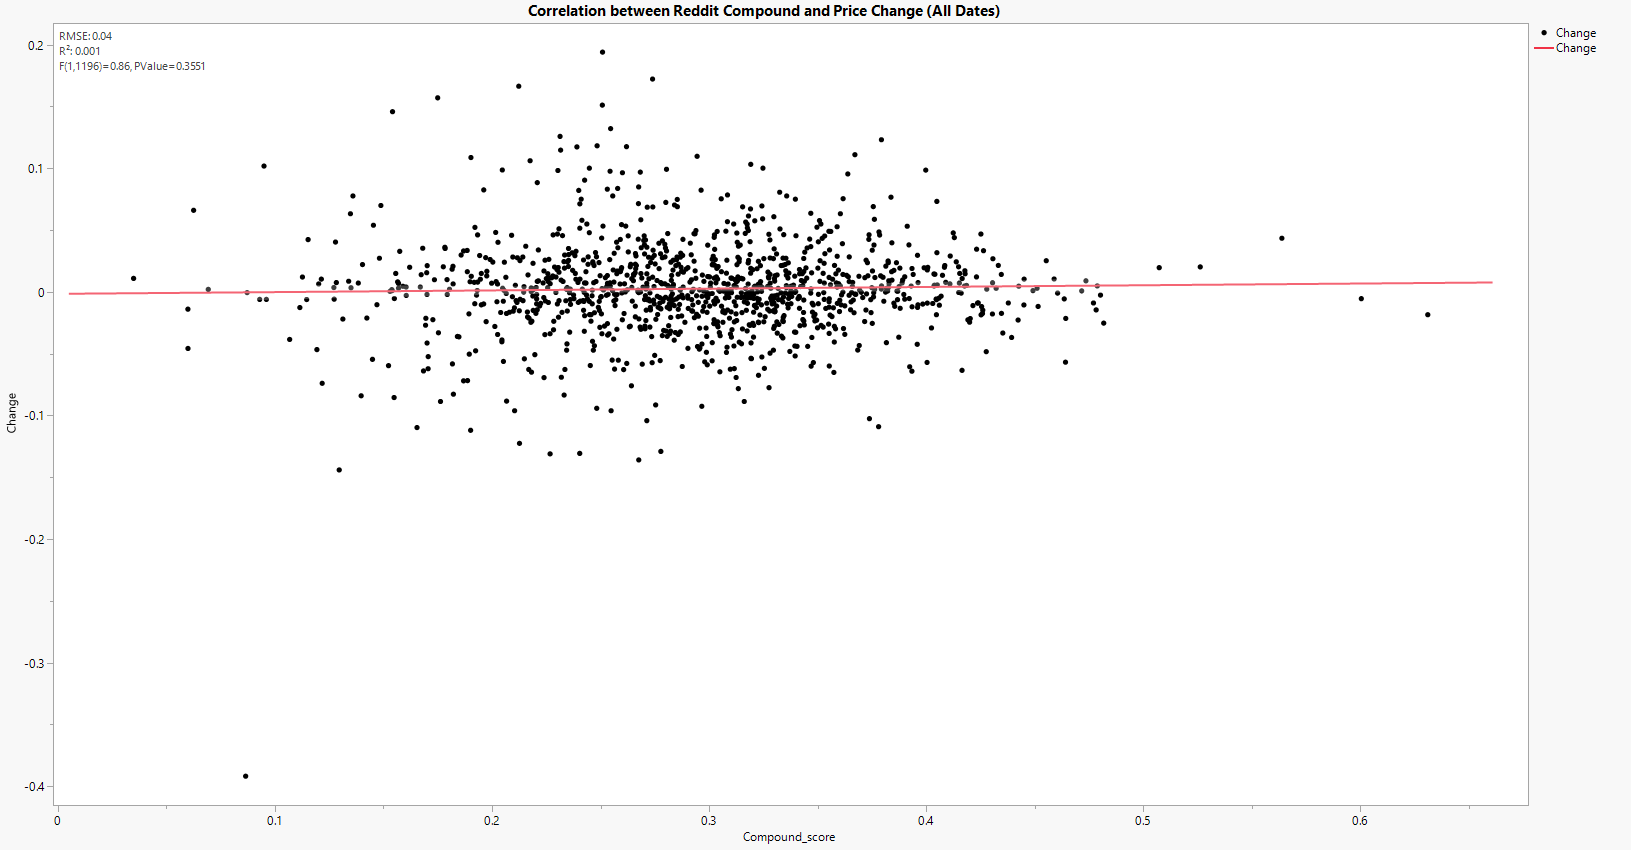 Correlation between Reddit Compound and Price Change (All Dates)
RMSE: 0.04
R²: 0.001
F(1,1196)=0.86, PValue=0.3551
Change
Change
0.2
0.1
0
-0.1
-0.2
-0.3
-0.4
Change
0
0.1
0.2
0.3
0.4
0.5
0.6
Compound_score